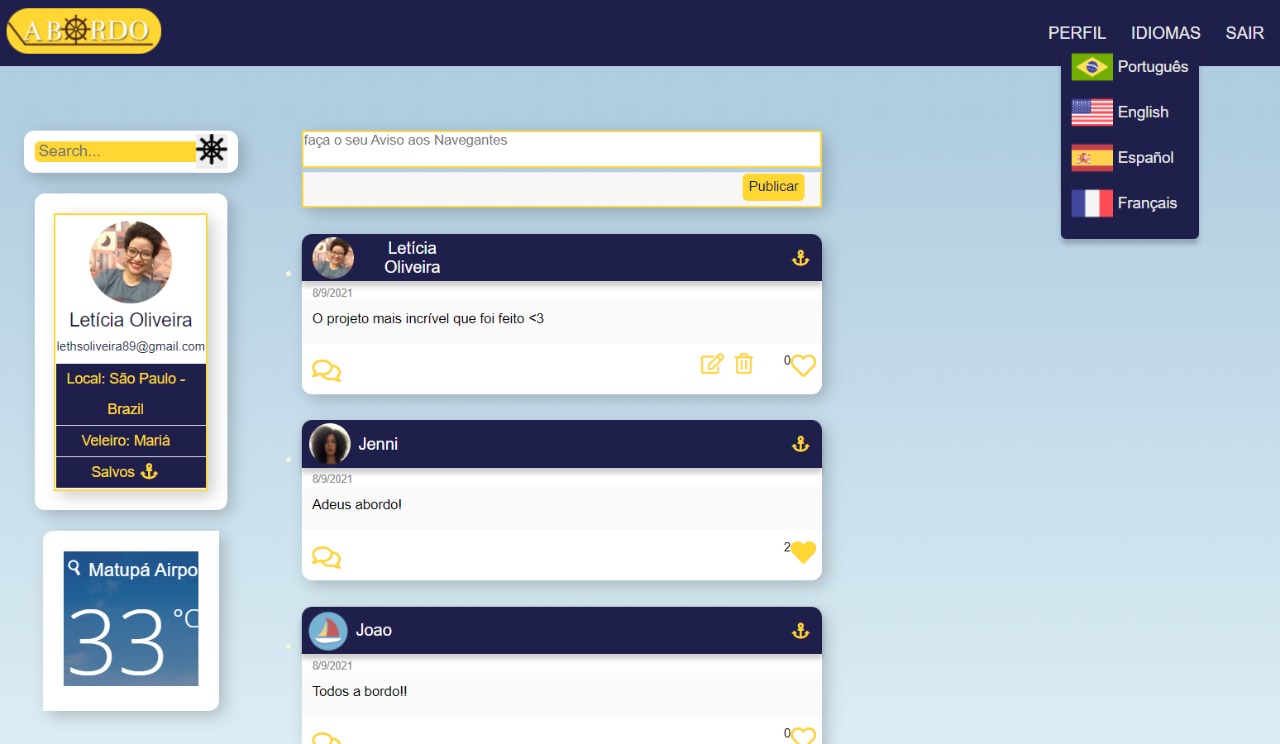 ABORDO
PERFIL IDIOMAS SAIR
Português
English
Español
Français
Search...
Letícia Oliveira
lethsoliveira89@gmail.com
Local: São Paulo -
Brazil
Veleiro: Mariá
Salvos
Matupá Airpo
33 °C
faça o seu Aviso aos Navegantes
Publicar
Letícia
Oliveira
8/9/2021
O projeto mais incrível que foi feito <3
0
Jenni
8/9/2021
Adeus abordo!
2
Joao
8/9/2021
Todos a bordo!!
0